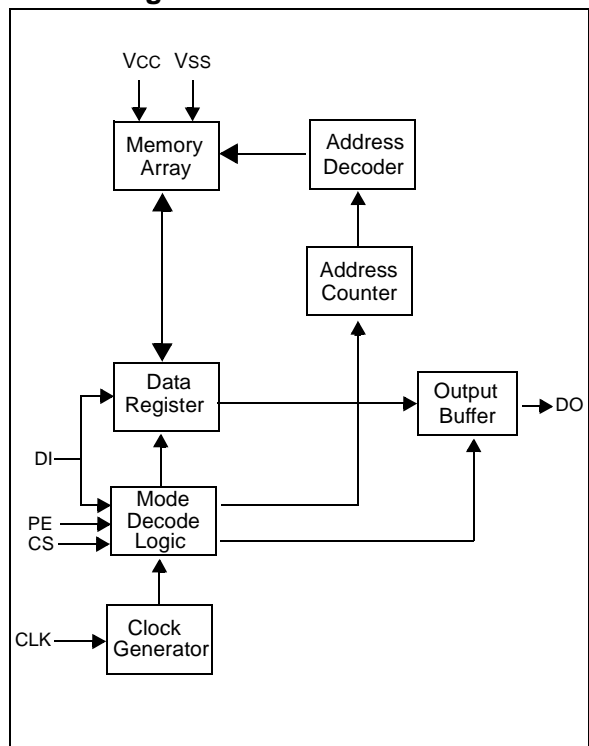 VCC VSS
Memory
Array
Address
Decoder
Address
Counter
Data
Register
Output
Buffer
DO
DI
Mode
Decode
Logic
PE
CS
CLK
Clock
Generator